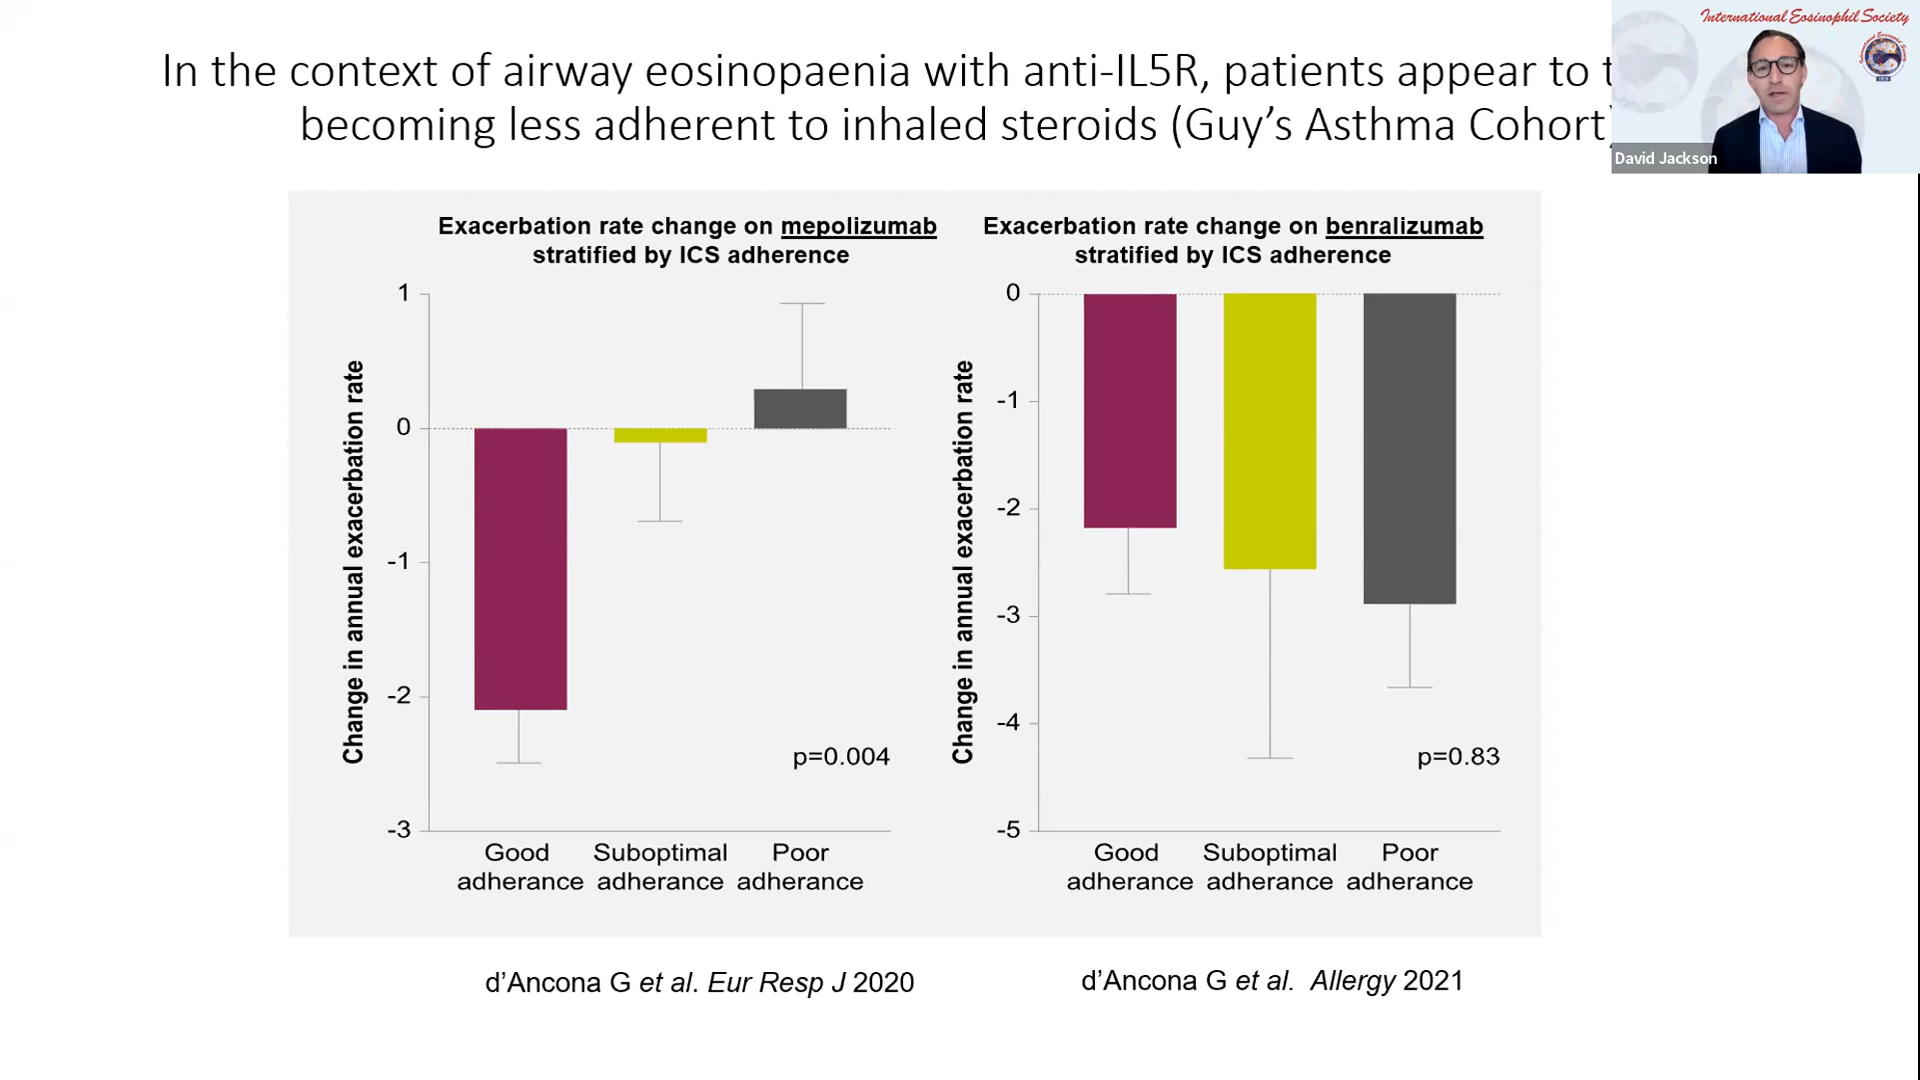 International Eosinophil Society
David Jackson
In the context of airway eosinopaenia with anti-IL5R, patients appear to
becoming less adherent to inhaled steroids (Guy’s Asthma Cohort)
Exacerbation rate change on mepolizumab
stratified by ICS adherence
Change in annual exacerbation rate
1
0
-1
-2
-3
p=0.004
Good
adherance
Suboptimal
adherance
Poor
adherance
Exacerbation rate change on benralizumab
stratified by ICS adherence
Change in annual exacerbation rate
0
-1
-2
-3
-4
-5
p=0.83
Good
adherance
Suboptimal
adherance
Poor
adherance
d’Ancona G et al. Eur Resp J 2020
d’Ancona G et al. Allergy 2021